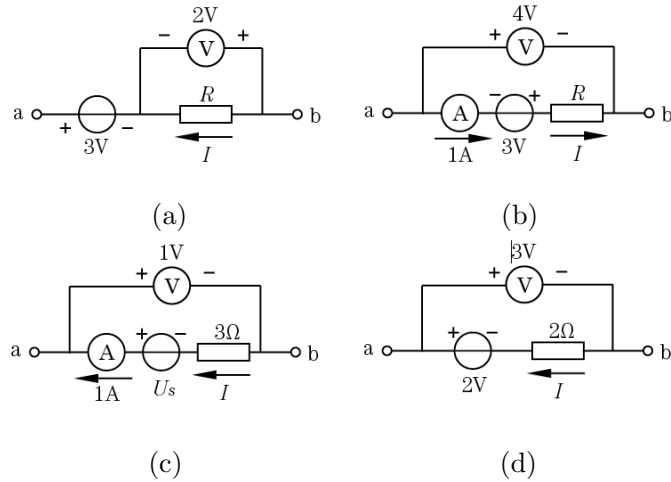 2V 4V
− V + + V −
a R b a A − + R b
+ − 3V I 1A 3V I
(a) (b)
1V 3V
+ V − + V −
a A + − 3Ω b a + − 2Ω b
1A Us I 2V I
(c) (d)